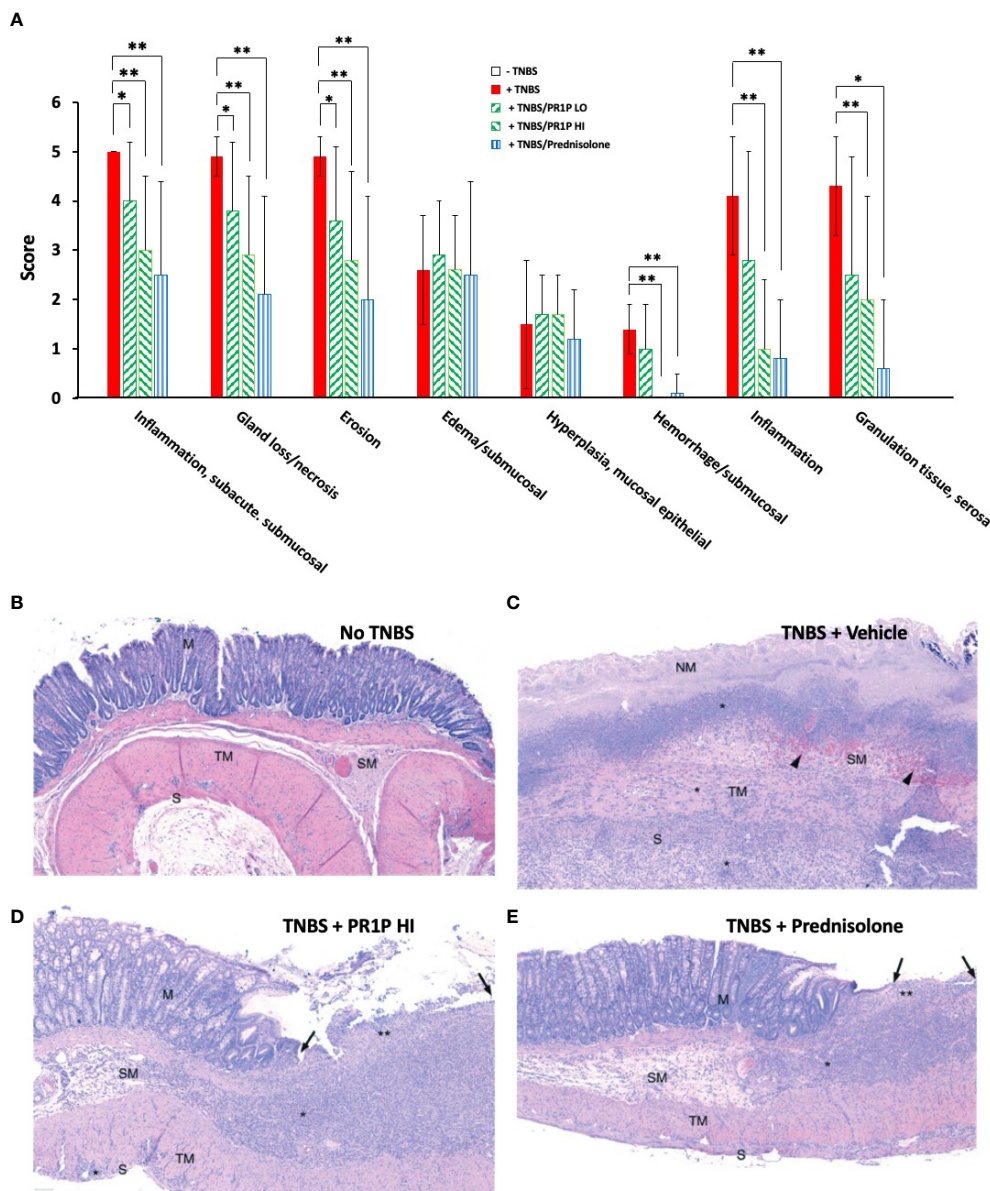 A
** ** ** ** **
** ** ** ** *
* * * ** ** **
- TNBS
+ TNBS
+ TNBS/PR1P LO
+ TNBS/PR1P HI
+ TNBS/Prednisolone
Score
6
5
4
3
2
1
0
Inflammation, subacute. submucosal
Gland loss/necrosis
Erosion
Edema/submucosal
Hyperplasia, mucosal epithelial
Hemorrhage/submucosal
Inflammation
Granulation tissue, serosa
B
No TNBS
M
TM
SM
S
C
TNBS + Vehicle
NM
*
SM
*
TM
S
*
D
TNBS + PR1P HI
M
**
SM
*
TM
* S
E
TNBS + Prednisolone
M
**
*
SM
TM
S